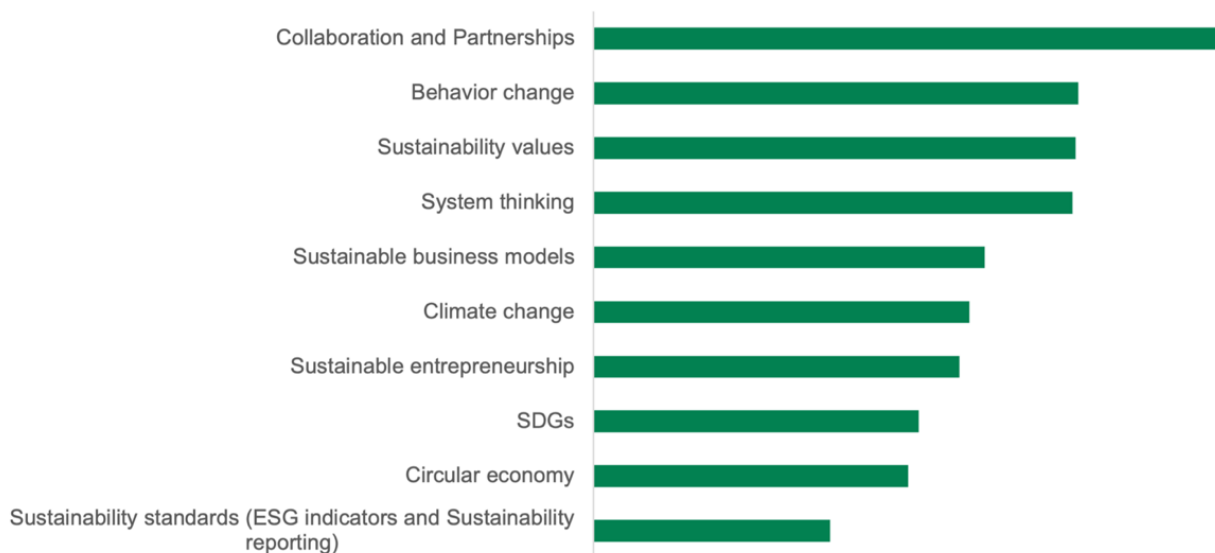 Collaboration and Partnerships
Behavior change
Sustainability values
System thinking
Sustainable business models
Climate change
Sustainable entrepreneurship
SDGs
Circular economy
Sustainability standards (ESG indicators and Sustainability
reporting)